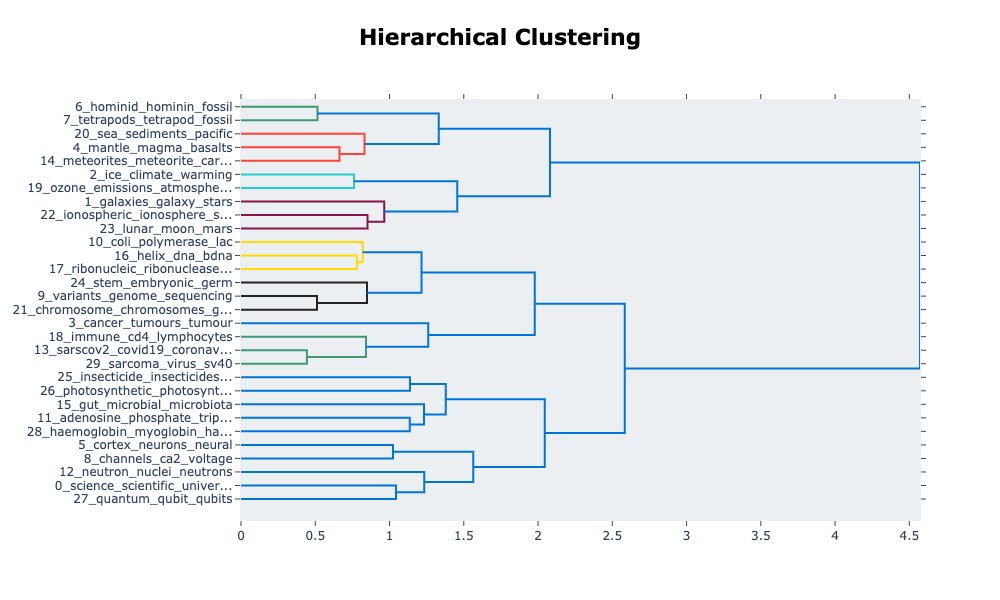 Hierarchical Clustering
6_hominid_hominin_fossil
7_tetrapods_tetrapod_fossil
20_sea_sediments_pacific
4_mantle_magma_basalts
14_meteorites_meteorite_car...
2_ice_climate_warming
19_ozone_emissions_atmosphe...
1_galaxies_galaxy_stars
22_ionospheric_ionosphere_s...
23_lunar_moon_mars
10_coli_polymerase_lac
16_helix_dna_bdna
17_ribonucleic_ribonuclease...
24_stem_embryonic_germ
9_variants_genome_sequencing
21_chromosome_chromosomes_g...
3_cancer_tumours_tumour
18_immune_cd4_lymphocytes
13_sarscov2_covid19_coronav...
29_sarcoma_virus_sv40
25_insecticide_insecticides...
26_photosynthetic_photosynt...
15_gut_microbial_microbiota
11_adenosine_phosphate_trip...
28_haemoglobin_myoglobin_ha...
5_cortex_neurons_neural
8_channels_ca2_voltage
12_neutron_nuclei_neutrons
0_science_scientific_univer...
27_quantum_qubit_qubits
0 0.5 1 1.5 2 2.5 3 3.5 4 4.5